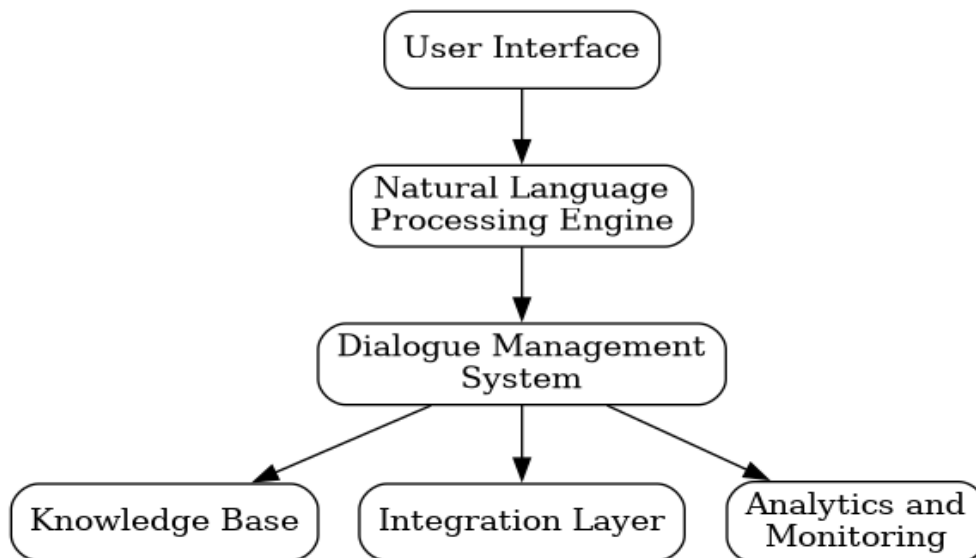 User Interface
Natural Language
Processing Engine
Dialogue Management
System
Knowledge Base
Integration Layer
Analytics and
Monitoring